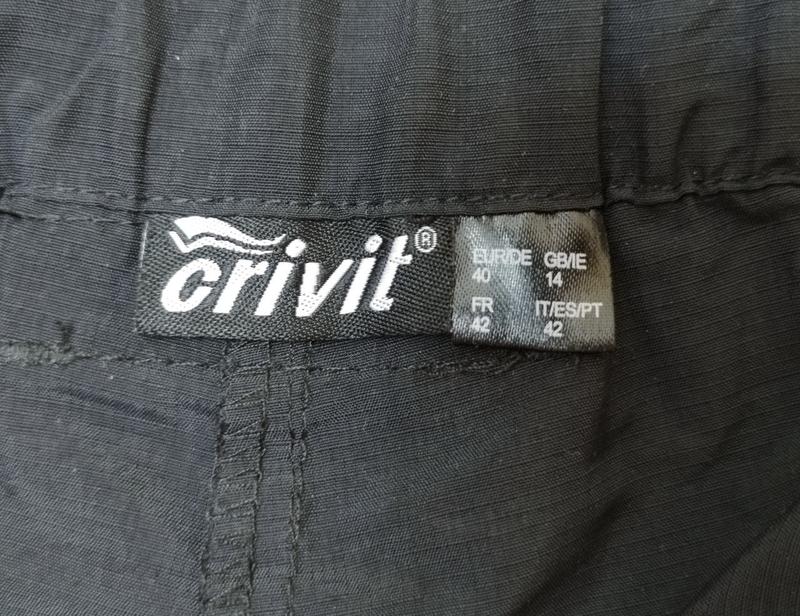 crivit®
EUR/DE GB/IE
40 14
FR IT/ES/PT
42 42